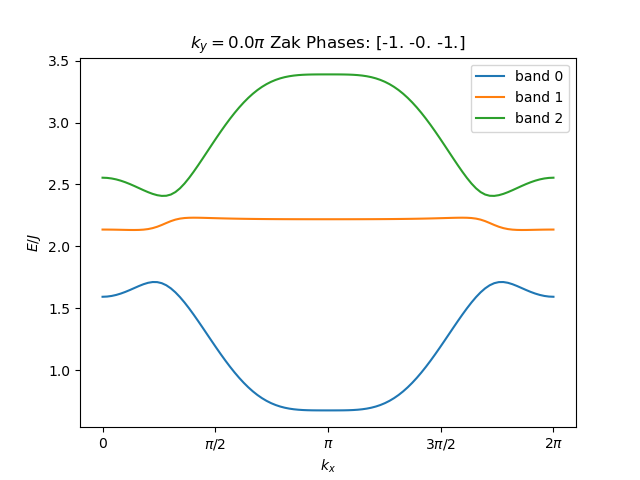 k_y = 0.0π Zak Phases: [-1. -0. -1.]
3.5
3.0
2.5
2.0
1.5
1.0
E/J
band 0
band 1
band 2
0
π/2
π
3π/2
2π
k_x